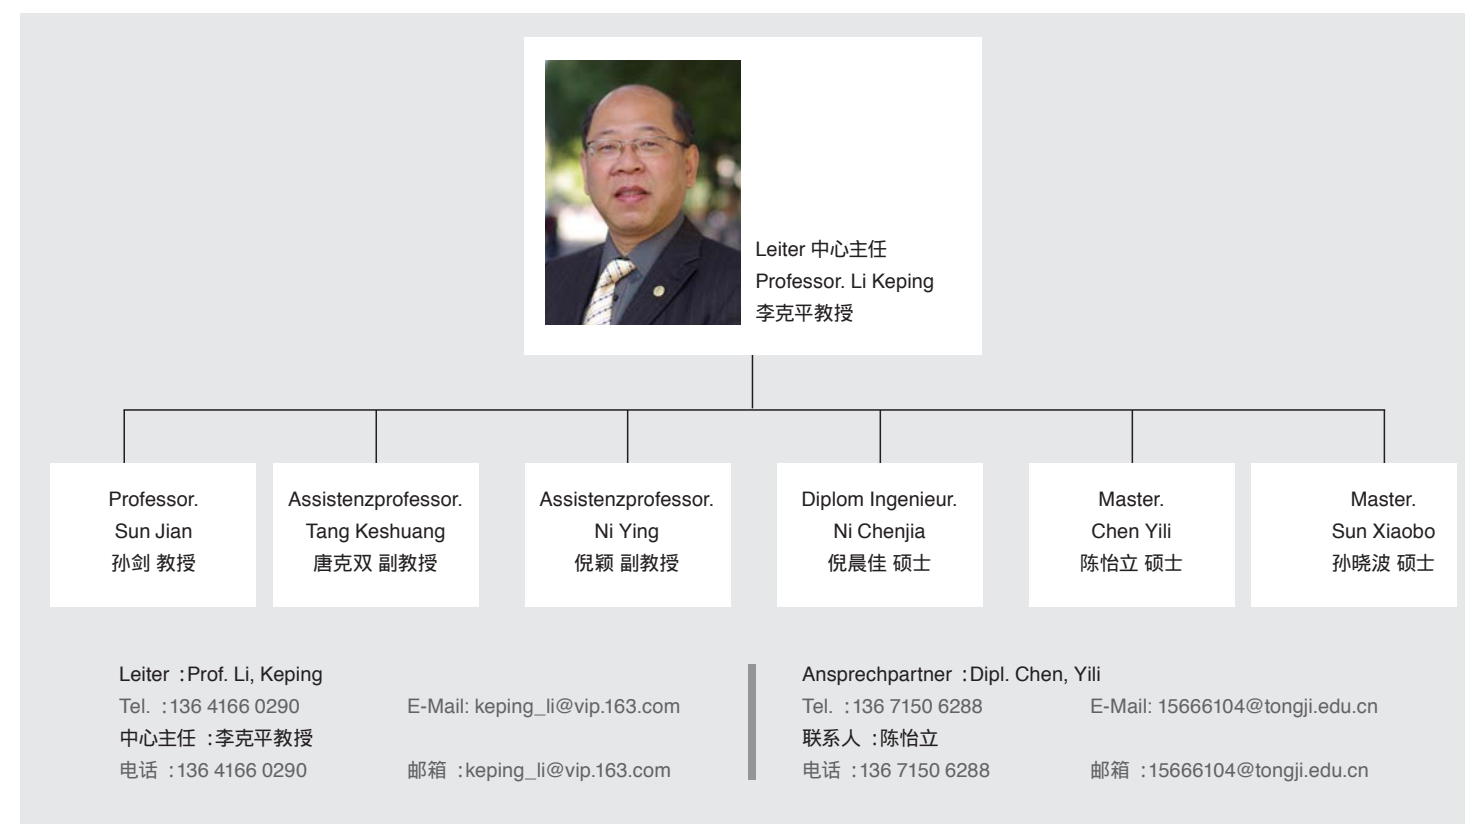 Leiter 中心主任
Professor. Li Keping
李克平教授
Professor.
Sun Jian
孙剑 教授
Assistenzprofessor.
Tang Keshuang
唐克双 副教授
Assistenzprofessor.
Ni Ying
倪颖 副教授
Diplom Ingenieur.
Ni Chenjia
倪晨佳 硕士
Master.
Chen Yili
陈怡立 硕士
Master.
Sun Xiaobo
孙晓波 硕士
Leiter :Prof. Li, Keping
Tel. :136 4166 0290 E-Mail: keping_li@vip.163.com
中心主任 :李克平教授
电话 :136 4166 0290 邮箱 :keping_li@vip.163.com
Ansprechpartner :Dipl. Chen, Yili
Tel. :136 7150 6288 E-Mail: 15666104@tongji.edu.cn
联系人 :陈怡立
电话 :136 7150 6288 邮箱 :15666104@tongji.edu.cn